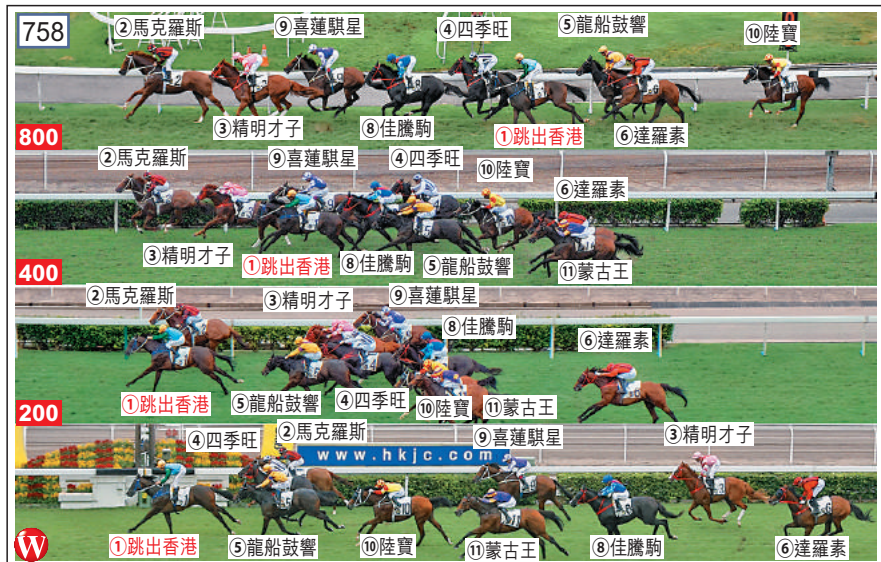 758
②馬克羅斯 ⑨喜蓮騏星 ④四季旺 ⑤龍船鼓響 ⑩陸寶
③精明才子 ⑧佳騰駒 ①跳出香港 ⑥達羅素
800
②馬克羅斯 ⑨喜蓮騏星 ④四季旺 ⑩陸寶 ⑥達羅素
③精明才子 ①跳出香港 ⑧佳騰駒 ⑤龍船鼓響 ⑪蒙古王
400
②馬克羅斯 ③精明才子 ⑨喜蓮騏星 ⑧佳騰駒 ⑥達羅素
①跳出香港 ⑤龍船鼓響 ④四季旺 ⑩陸寶 ⑪蒙古王
200
④四季旺 ②馬克羅斯 ⑨喜蓮騏星 ③精明才子
www.hkjc.com
①跳出香港 ⑤龍船鼓響 ⑩陸寶 ⑪蒙古王 ⑧佳騰駒 ⑥達羅素
W